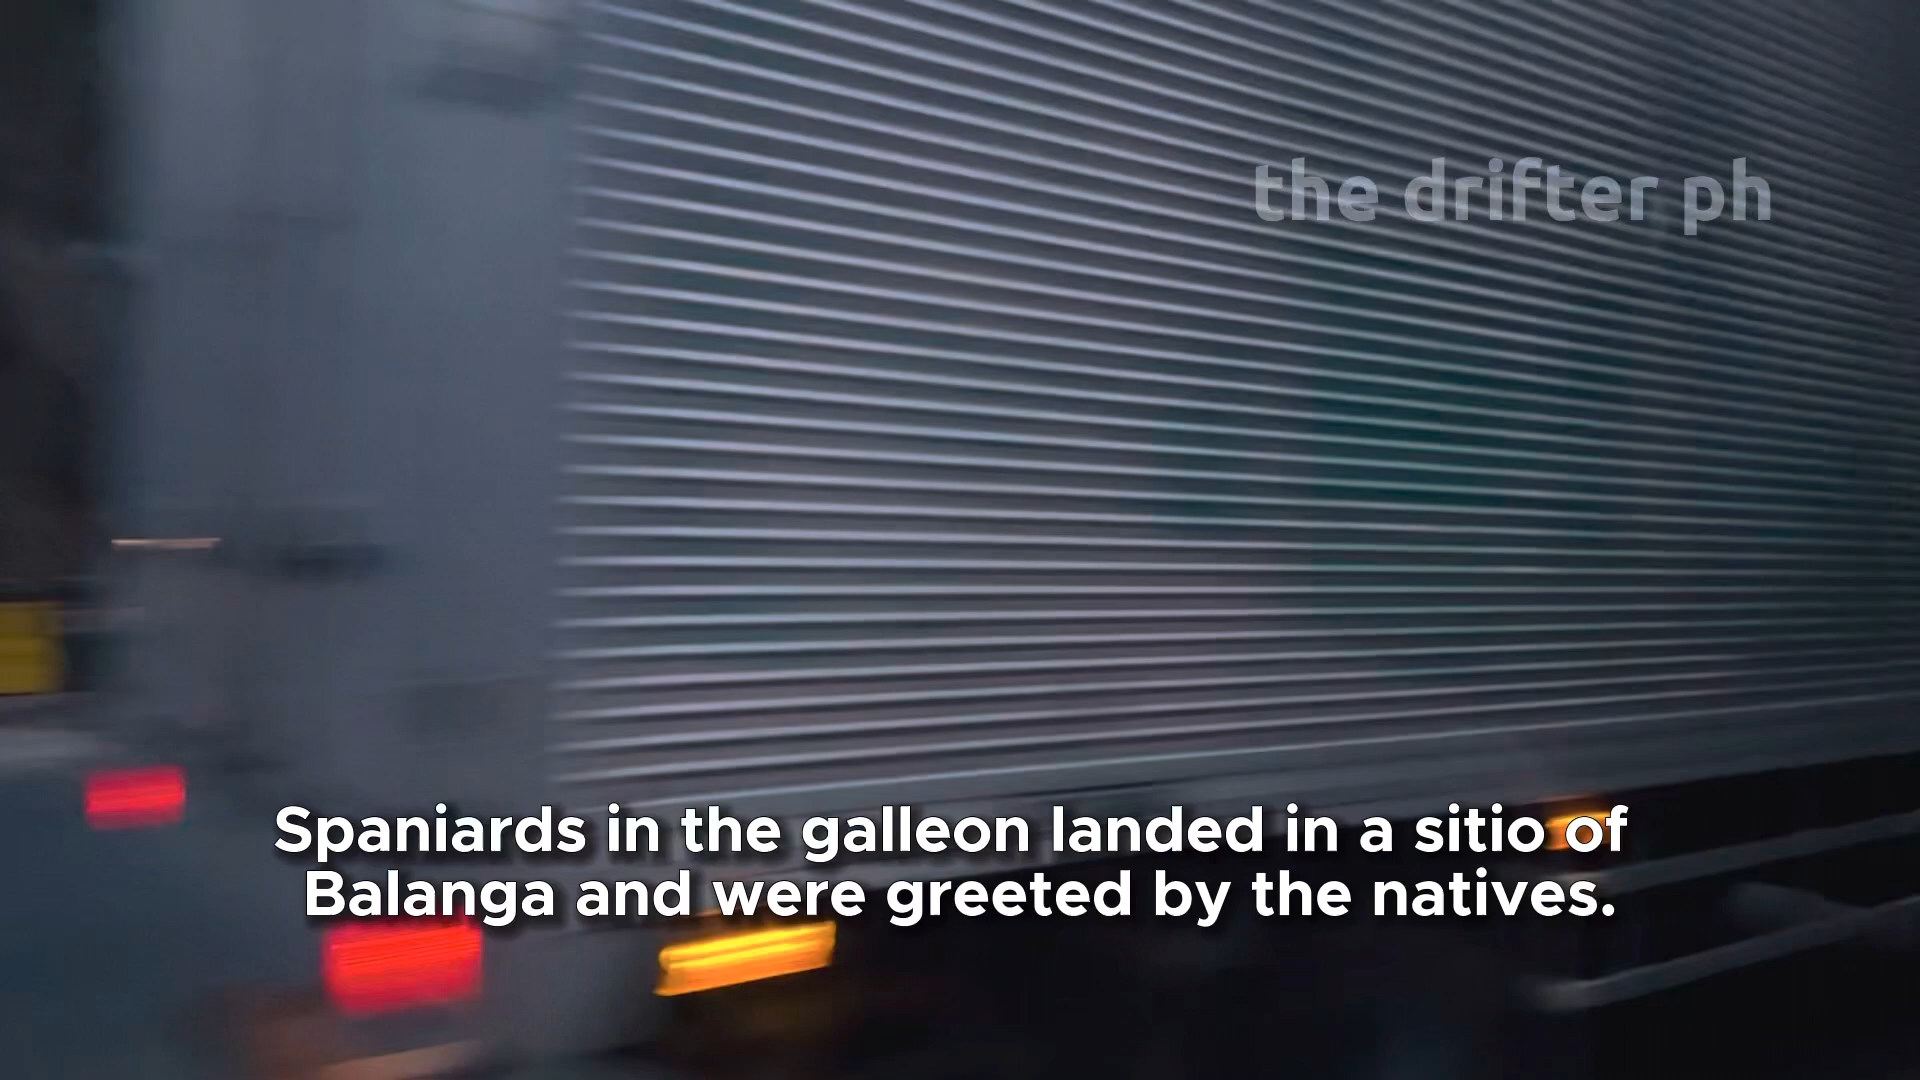 the drifter ph
Spaniards in the galleon landed in a sitio of
Balanga and were greeted by the natives.